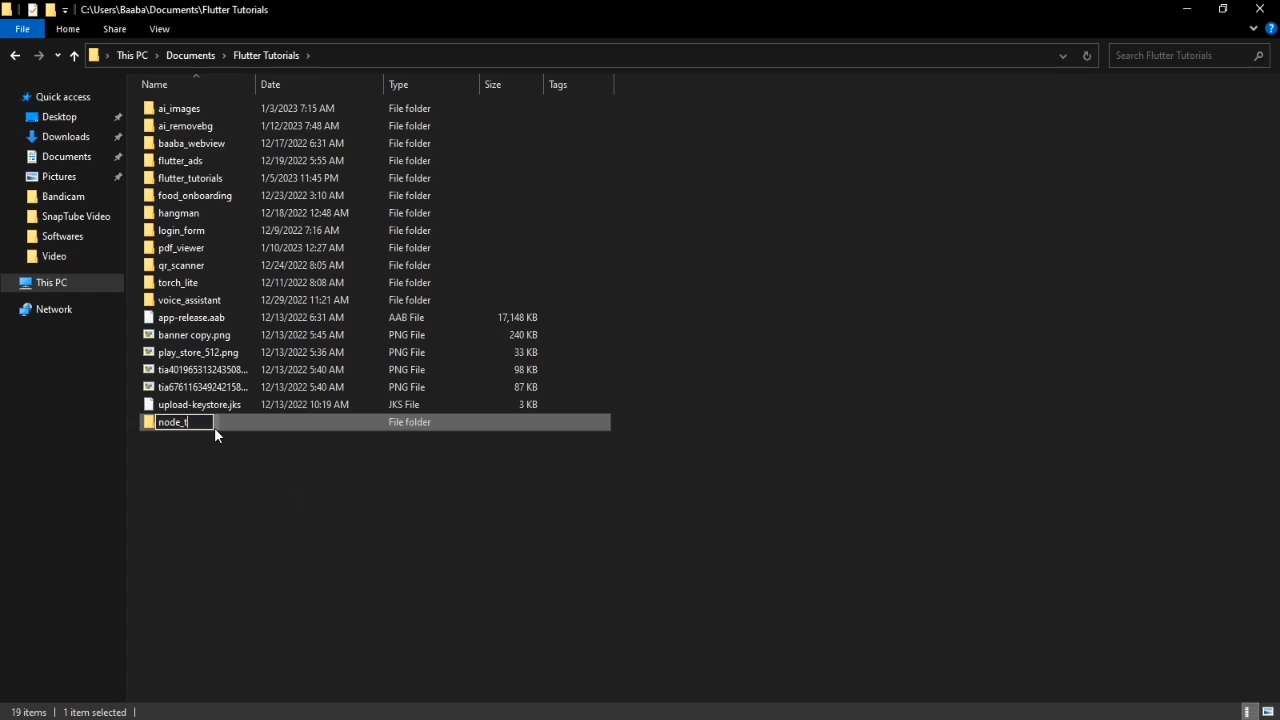 C:\Users\Baaba\Documents\Flutter Tutorials
File Home Share View
This PC Documents Flutter Tutorials Search Flutter Tutorials
Name Date Type Size Tags
Quick access
Desktop
Downloads
Documents
Pictures
Bandicam
SnapTube Video
Softwares
Video
This PC
Network
ai_images 1/3/2023 7:15 AM File folder
ai_removebg 1/12/2023 7:48 AM File folder
baaba_webview 12/17/2022 6:31 AM File folder
flutter_ads 12/19/2022 5:55 AM File folder
flutter_tutorials 1/5/2023 11:45 PM File folder
food_onboarding 12/23/2022 3:10 AM File folder
hangman 12/18/2022 12:48 AM File folder
login_form 12/9/2022 7:16 AM File folder
pdf_viewer 1/10/2023 12:27 AM File folder
qr_scanner 12/24/2022 8:05 AM File folder
torch_lite 12/11/2022 8:08 AM File folder
voice_assistant 12/29/2022 11:21 AM File folder
app-release.aab 12/13/2022 6:31 AM AAB File 17,148 KB
banner copy.png 12/13/2022 5:45 AM PNG File 240 KB
play_store_512.png 12/13/2022 5:36 AM PNG File 33 KB
tia401965313243508... 12/13/2022 5:40 AM PNG File 98 KB
tia676116349242158... 12/13/2022 5:40 AM PNG File 87 KB
upload-keystore.jks 12/13/2022 10:19 AM JKS File 3 KB
node_t File folder
19 items 1 item selected